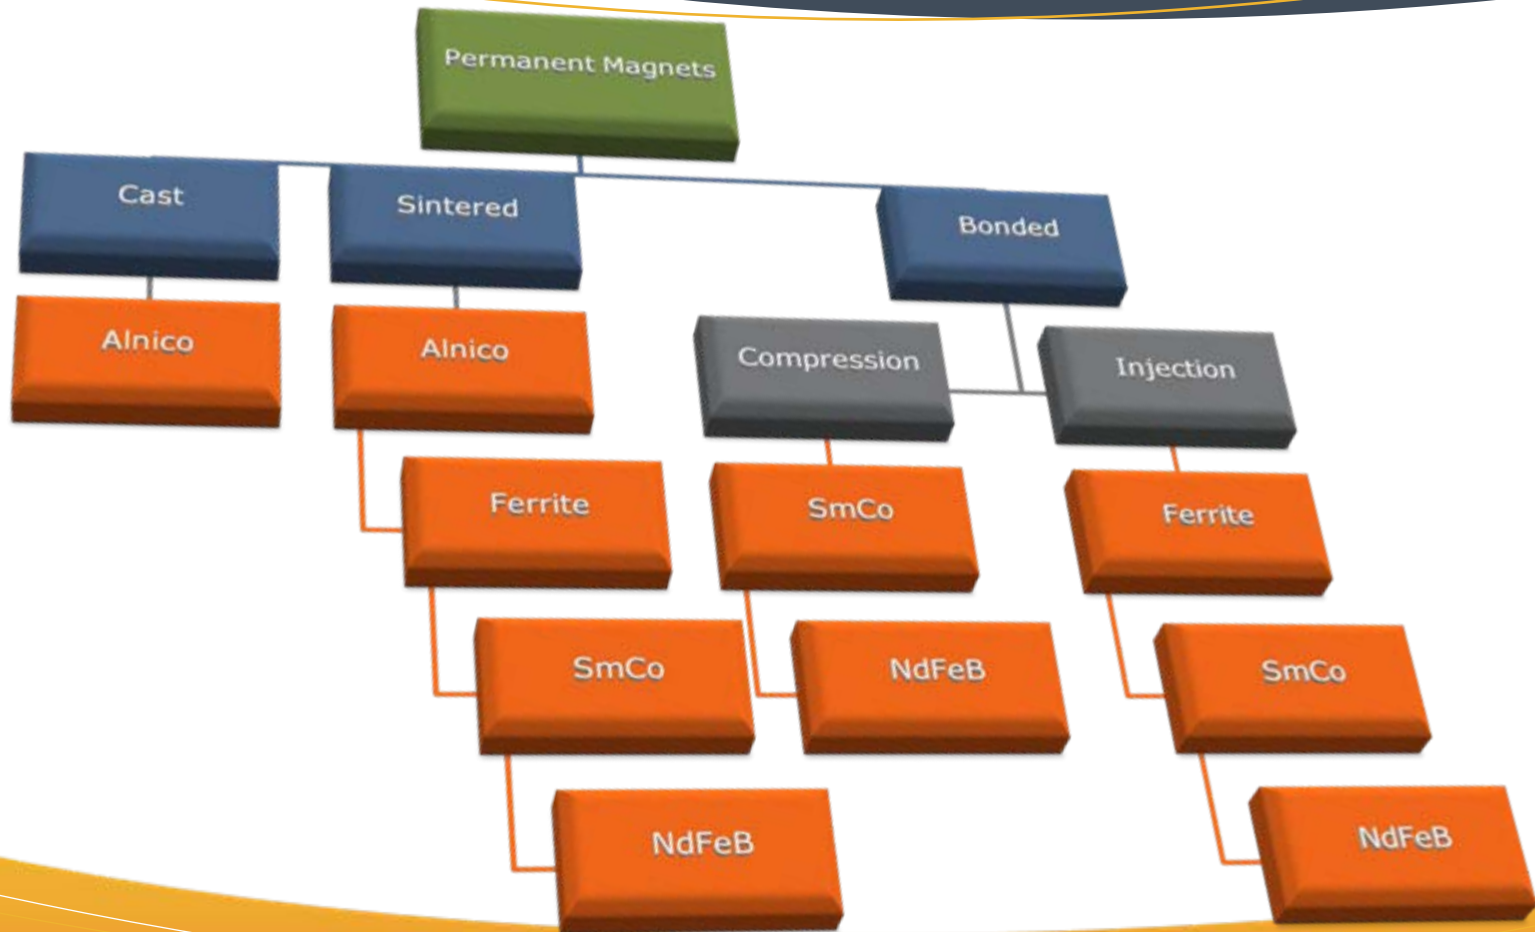 Permanent Magnets
Cast
Sintered
Bonded
Alnico
Alnico
Compression
Injection
Ferrite
SmCo
Ferrite
SmCo
NdFeB
SmCo
NdFeB
NdFeB